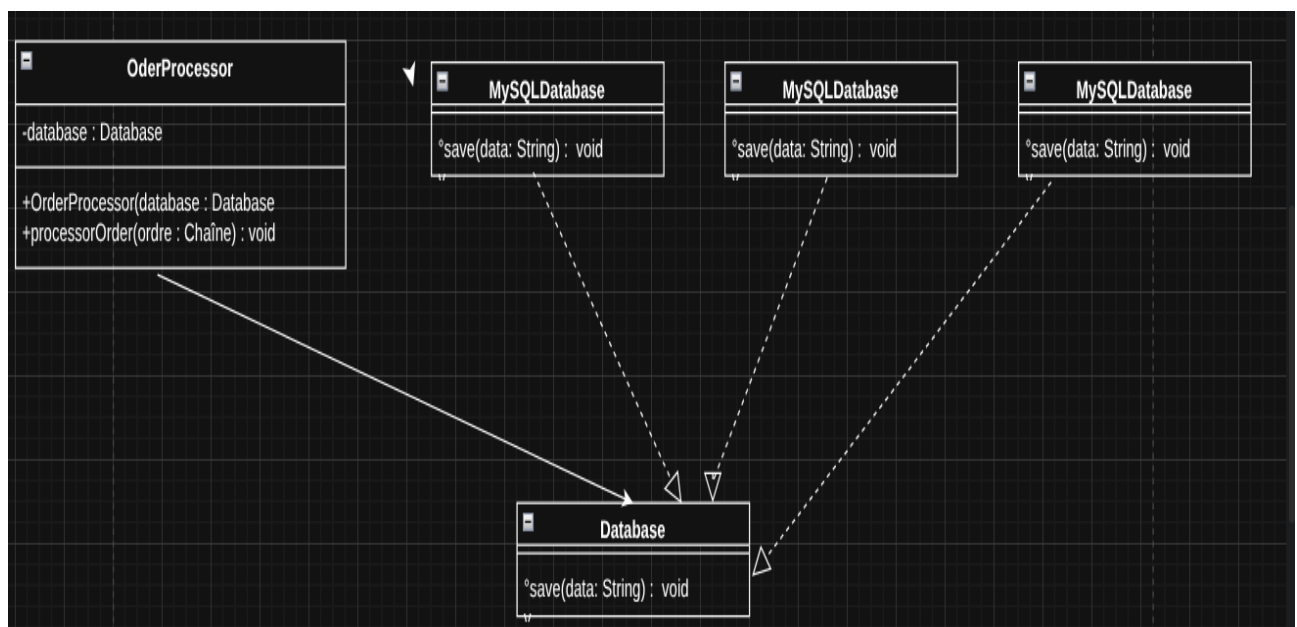 OderProcessor
-database : Database
+OrderProcessor(database : Database
+processorOrder(ordre : Chaîne) : void
MySQLDatabase
°save(data: String) : void
MySQLDatabase
°save(data: String) : void
MySQLDatabase
°save(data: String) : void
Database
°save(data: String) : void